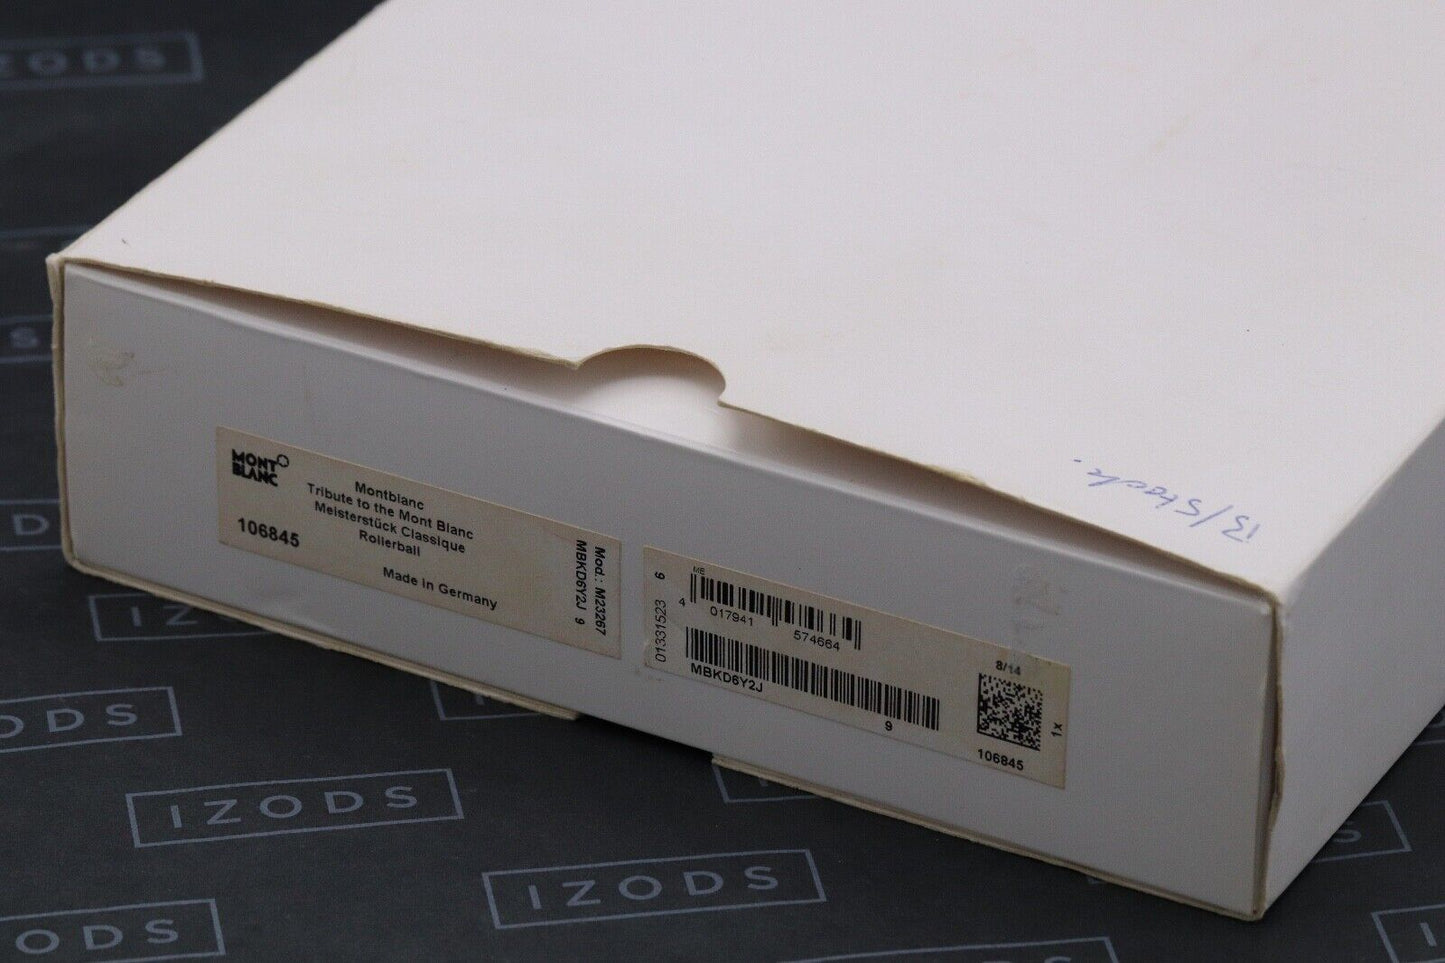 MONT
BLANC
Montblanc
Tribute to the Mont Blanc
Meisterstück Classique
Rollerball
106845
Made in Germany
Mod.: M23267
MBKD6Y2J 9
01331523 6
ME
4 017941 574664
MBKD6Y2J 9
8/14
1x
106845
B/Stock.
IZODS
IZODS
IZODS
IZODS